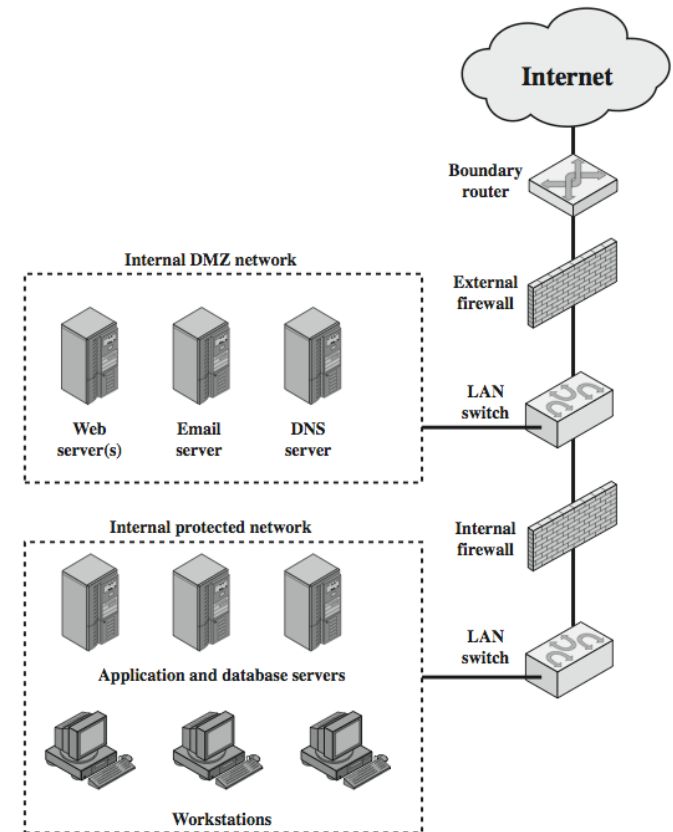 Internet
Boundary
router
Internal DMZ network
External
firewall
Web
server(s)
Email
server
DNS
server
LAN
switch
Internal protected network
Internal
firewall
Application and database servers
LAN
switch
Workstations